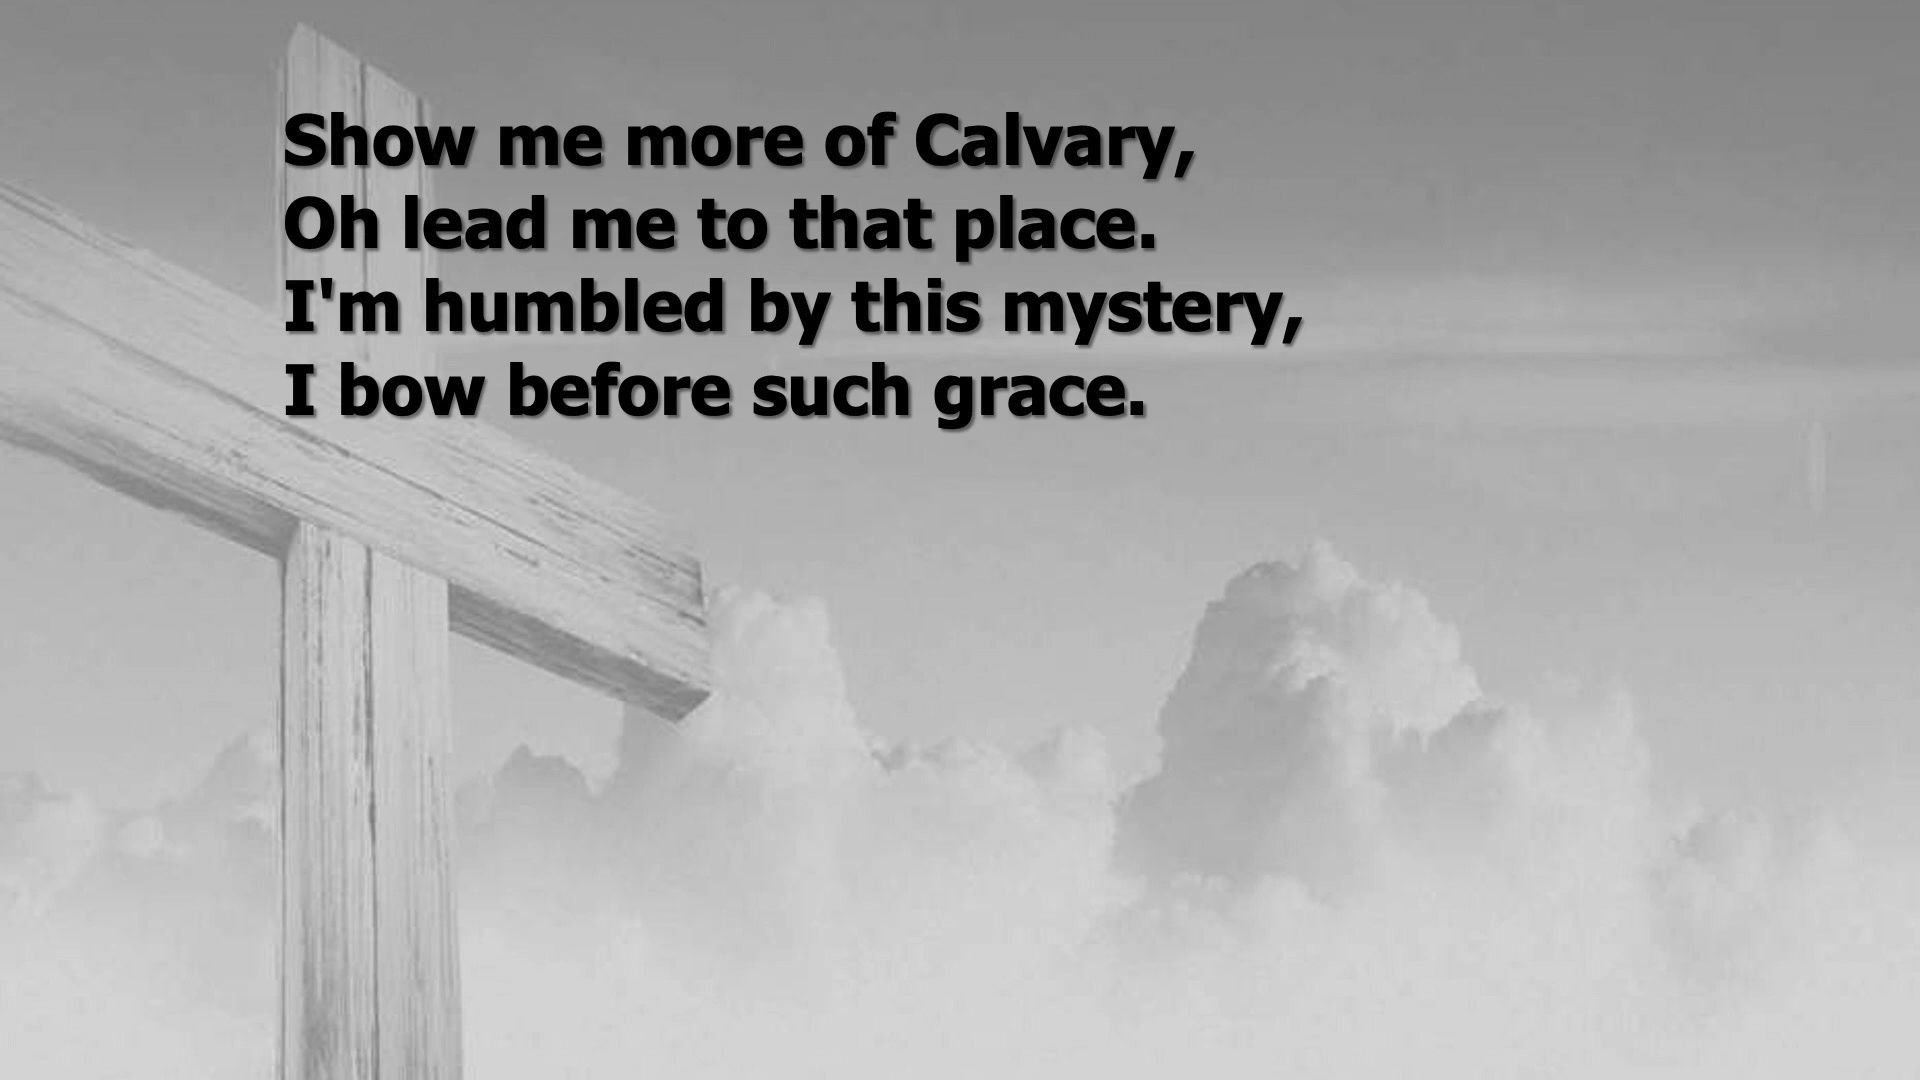 Show me more of Calvary,
Oh lead me to that place.
I'm humbled by this mystery,
I bow before such grace.